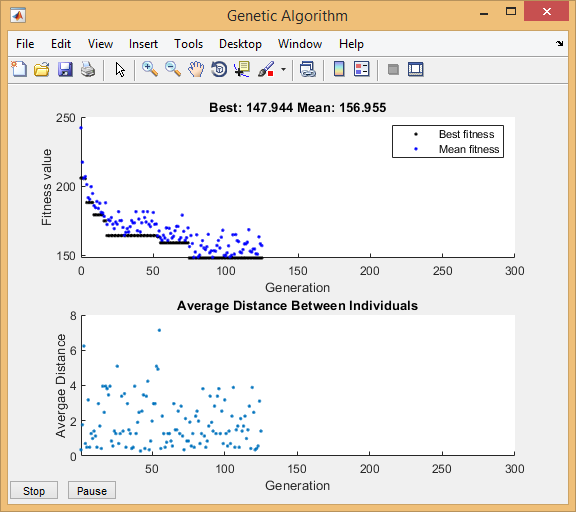 Genetic Algorithm
File Edit View Insert Tools Desktop Window Help
Best: 147.944 Mean: 156.955
250
200
150
Fitness value
Best fitness
Mean fitness
0 50 100 150 200 250 300
Generation
Average Distance Between Individuals
8
6
4
2
0
Avergae Distance
50 100 150 200 250 300
Generation
Stop Pause